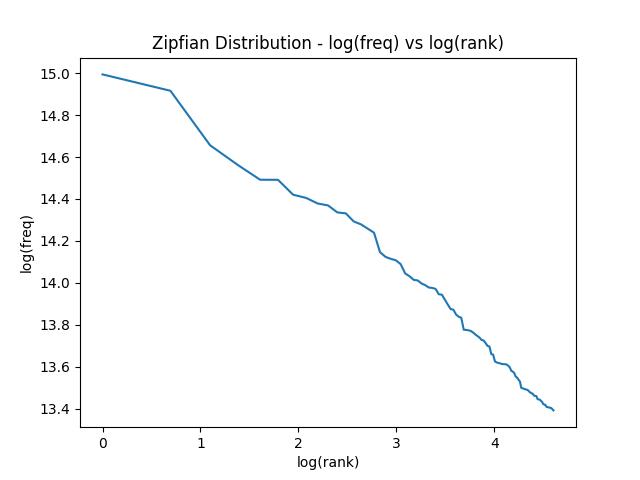 Zipfian Distribution - log(freq) vs log(rank)
15.0
14.8
14.6
14.4
14.2
14.0
13.8
13.6
13.4
log(freq)
0 1 2 3 4
log(rank)